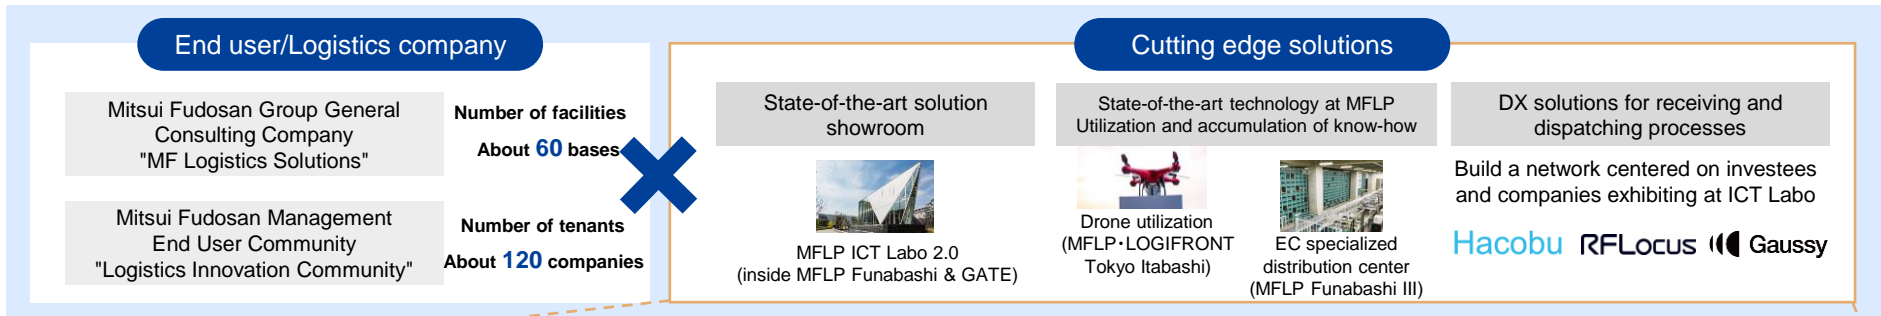 End user/Logistics company
Mitsui Fudosan Group General
Consulting Company
"MF Logistics Solutions"
Number of facilities
About 60 bases
Mitsui Fudosan Management
End User Community
"Logistics Innovation Community"
Number of tenants
About 120 companies
Cutting edge solutions
State-of-the-art solution
showroom
MFLP ICT Labo 2.0
(inside MFLP Funabashi & GATE)
State-of-the-art technology at MFLP
Utilization and accumulation of know-how
Drone utilization
(MFLP・LOGIFRONT
Tokyo Itabashi)
EC specialized
distribution center
(MFLP Funabashi III)
DX solutions for receiving and
dispatching processes
Build a network centered on investees
and companies exhibiting at ICT Labo
Hacobu RFLocus Gaussy